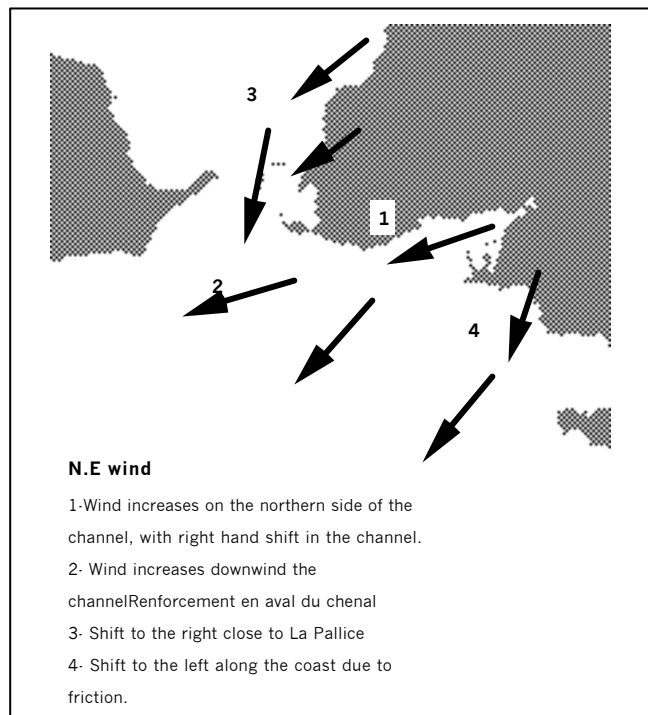 3
1
2
4
N.E wind
1-Wind increases on the northern side of the
channel, with right hand shift in the channel.
2- Wind increases downwind the
channelRenforcement en aval du chenal
3- Shift to the right close to La Pallice
4- Shift to the left along the coast due to
friction.